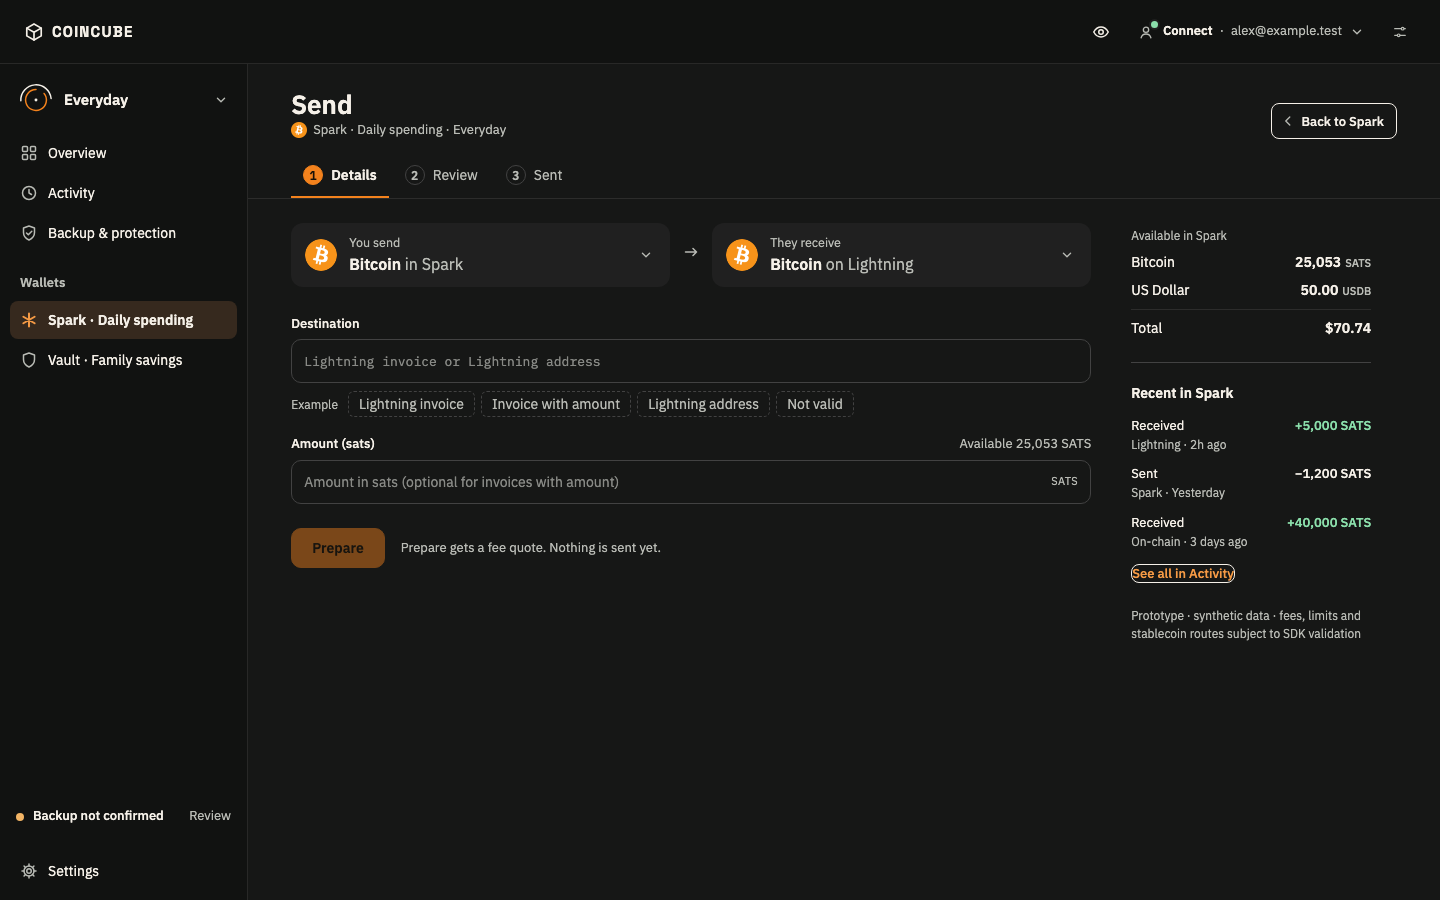 COINCUBE
Connect · alex@example.test
Everyday
Overview
Activity
Backup & protection
Wallets
Spark · Daily spending
Vault · Family savings
Backup not confirmed Review
Settings
Send
Spark · Daily spending · Everyday
Back to Spark
1 Details 2 Review 3 Sent
You send
Bitcoin in Spark
They receive
Bitcoin on Lightning
Destination
Lightning invoice or Lightning address
Example Lightning invoice Invoice with amount Lightning address Not valid
Amount (sats) Available 25,053 SATS
Amount in sats (optional for invoices with amount) SATS
Prepare Prepare gets a fee quote. Nothing is sent yet.
Available in Spark
Bitcoin 25,053 SATS
US Dollar 50.00 USDB
Total $70.74
Recent in Spark
Received +5,000 SATS
Lightning · 2h ago
Sent −1,200 SATS
Spark · Yesterday
Received +40,000 SATS
On-chain · 3 days ago
See all in Activity
Prototype · synthetic data · fees, limits and
stablecoin routes subject to SDK validation